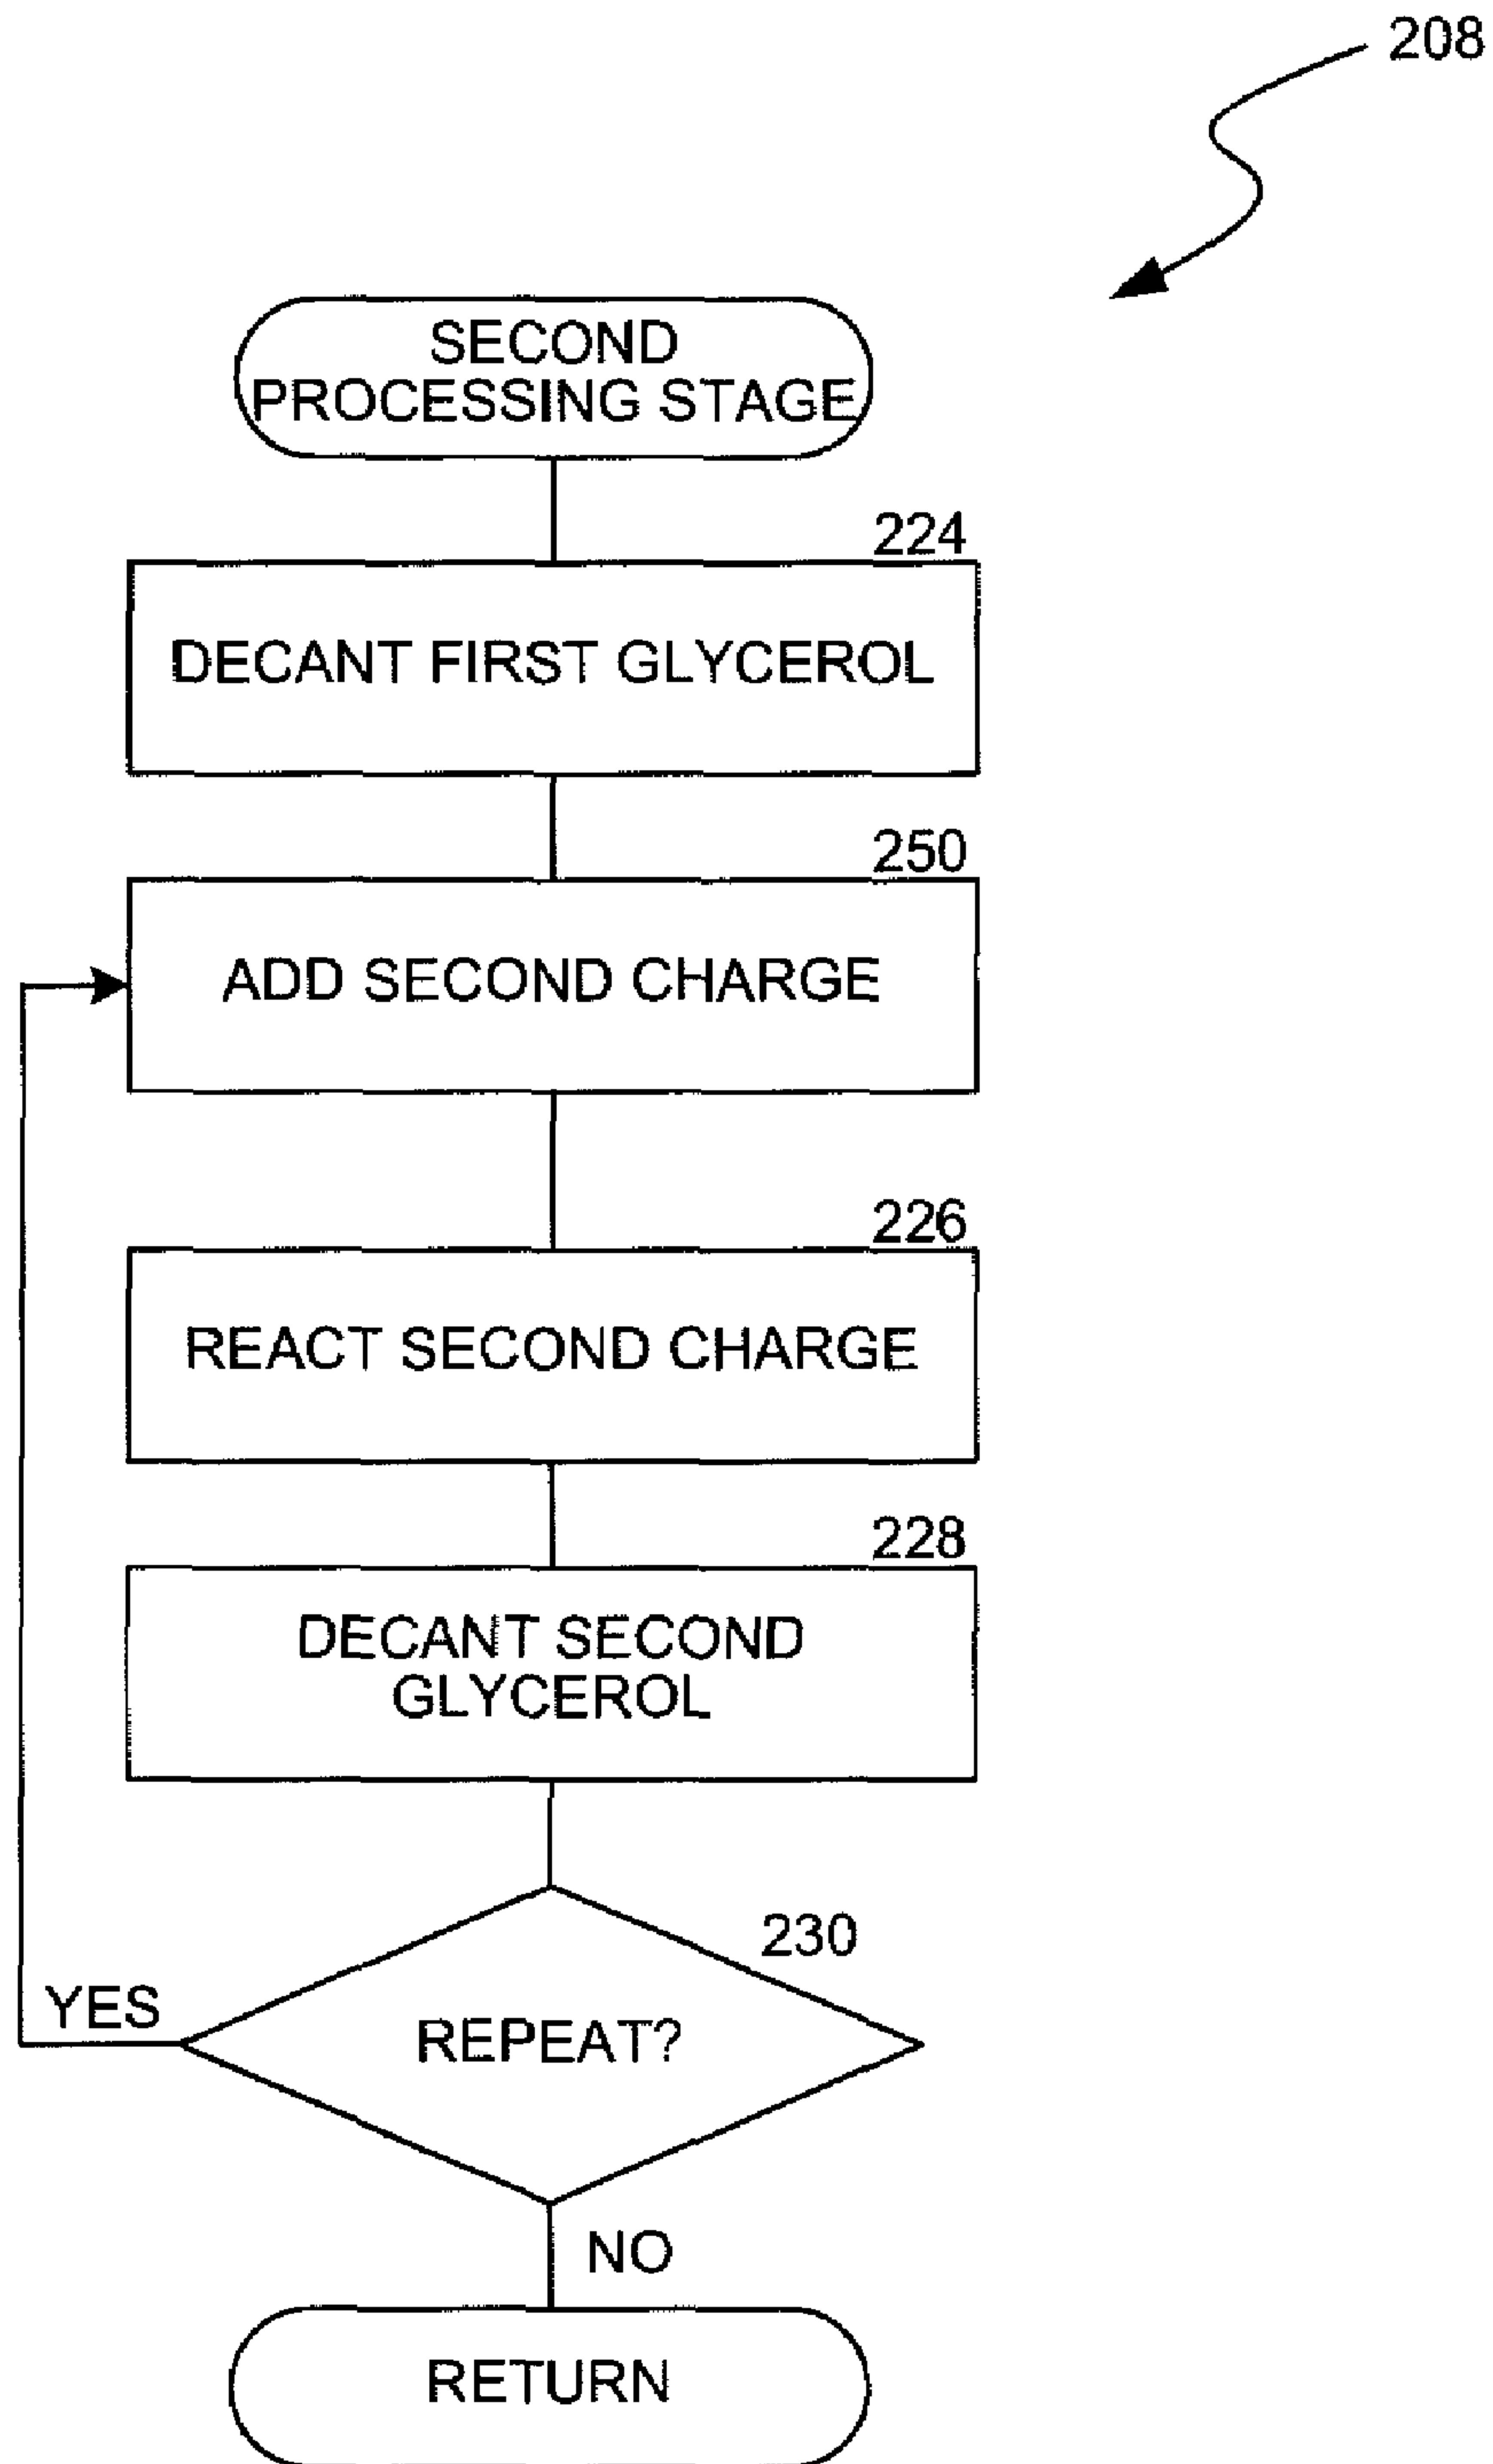 208
SECOND
PROCESSING STAGE
224
DECANT FIRST GLYCEROL
250
ADD SECOND CHARGE
226
REACT SECOND CHARGE
228
DECANT SECOND
GLYCEROL
230
YES
REPEAT?
NO
RETURN